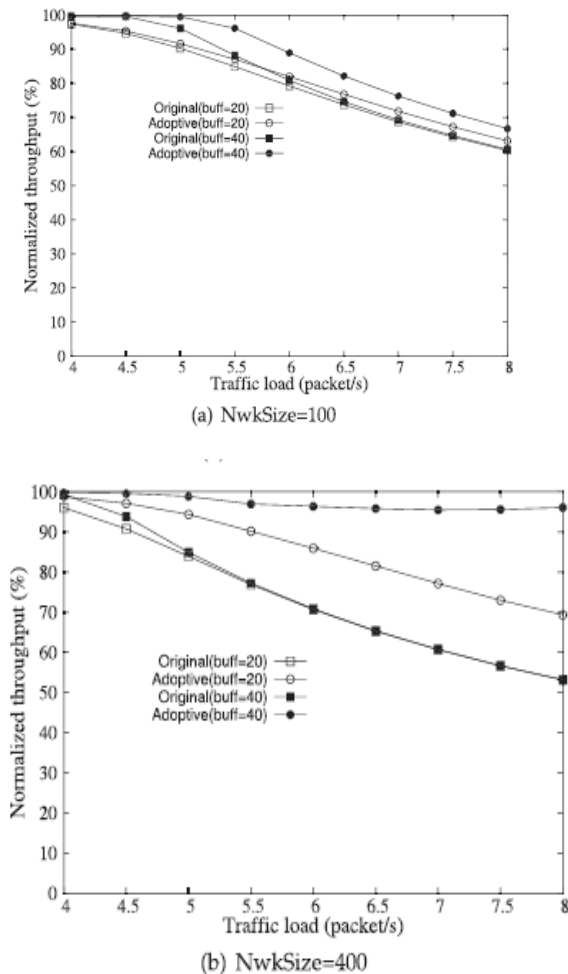 100
90
80
70
60
50
40
30
20
10
0
Normalized throughput (%)
Original(buff=20)
Adoptive(buff=20)
Original(buff=40)
Adoptive(buff=40)
4 4.5 5 5.5 6 6.5 7 7.5 8
Traffic load (packet/s)
(a) NwkSize=100
100
90
80
70
60
50
40
30
20
10
0
Normalized throughput (%)
Original(buff=20)
Adoptive(buff=20)
Original(buff=40)
Adoptive(buff=40)
4 4.5 5 5.5 6 6.5 7 7.5 8
Traffic load (packet/s)
(b) NwkSize=400